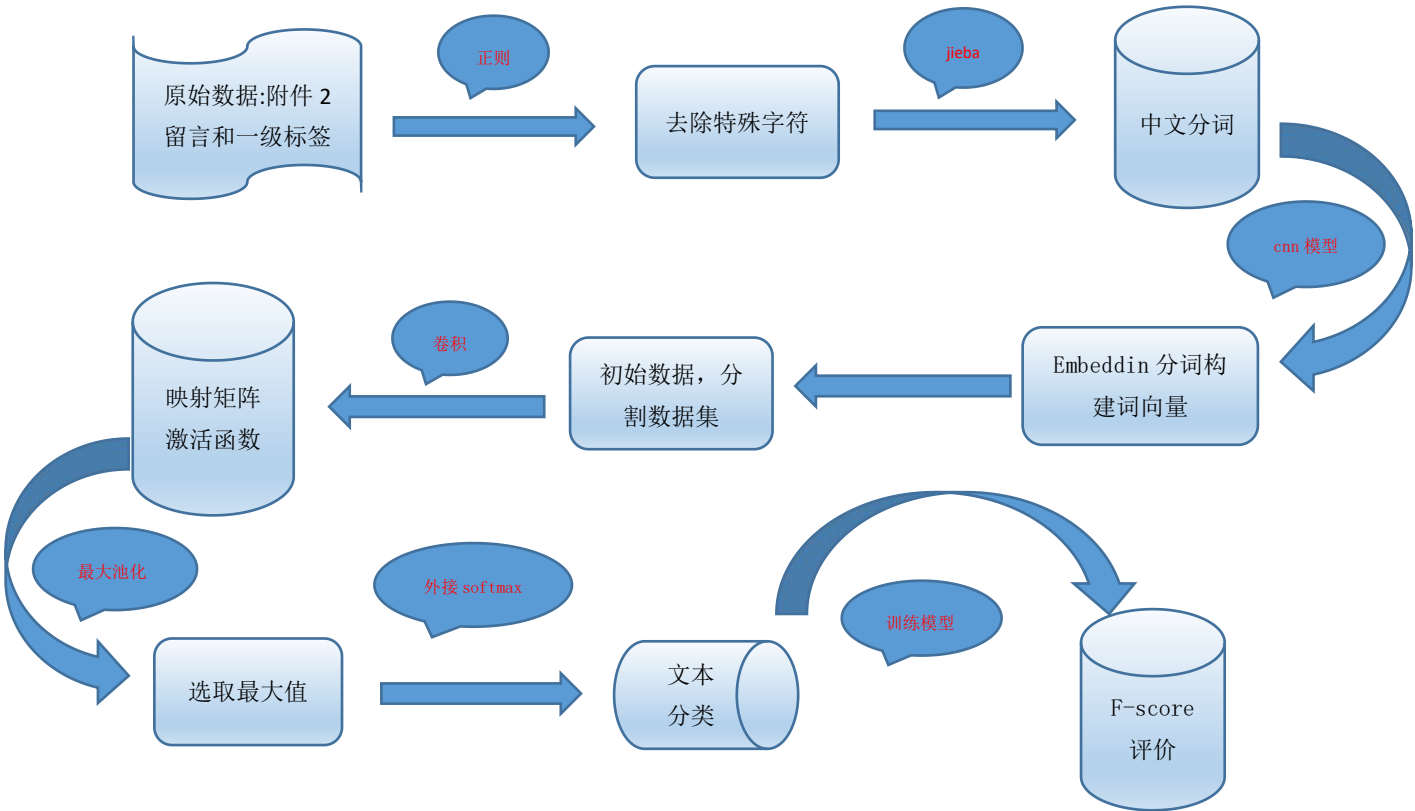 正则
原始数据:附件 2
留言和一级标签
去除特殊字符
jieba
中文分词
cnn 模型
Embeddin 分词构
建词向量
初始数据，分
割数据集
卷积
映射矩阵
激活函数
最大池化
选取最大值
外接 softmax
文本
分类
训练模型
F-score
评价